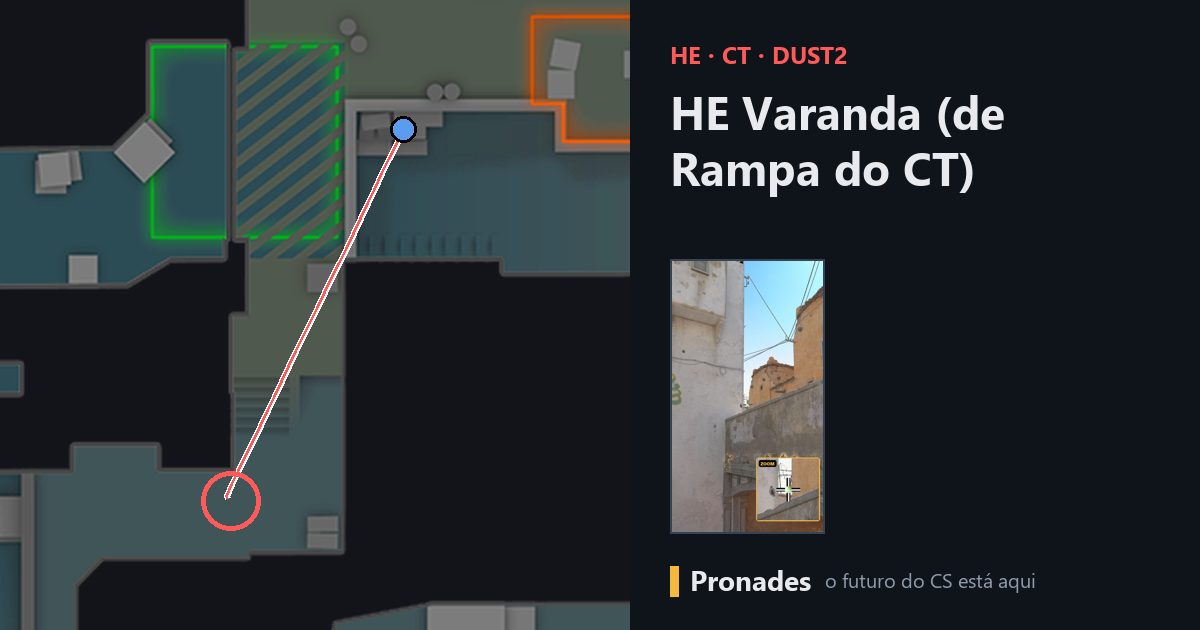 HE · CT · DUST2
HE Varanda (de
Rampa do CT)
ZOOM
Pronades o futuro do CS está aqui